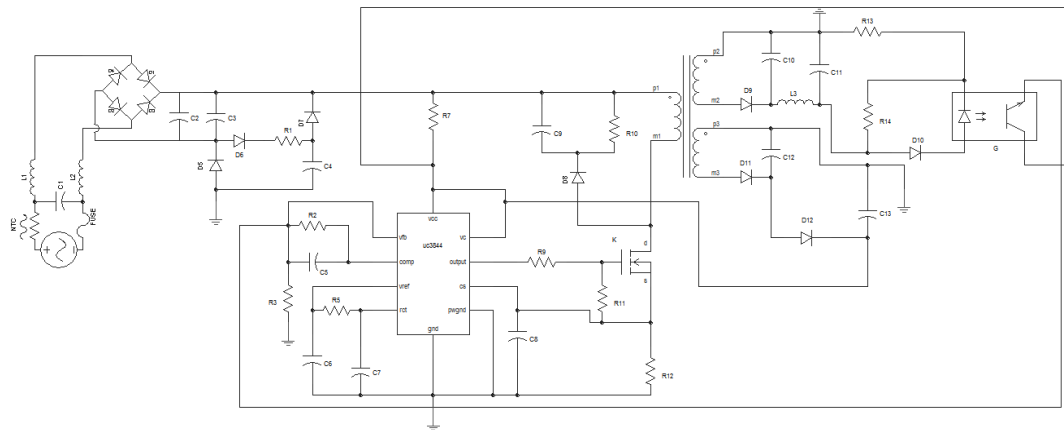 R13
p2
C10
C11
D9
m2
L3
R14
G
p1
m1
p3
m3
D11
C12
D10
D12
C13
C2
C3
D7
D6
R1
D5
C4
R7
C9
R10
D8
L1
L2
C1
NTC
FUSE
R2
C5
R3
R5
C6
C7
vcc
uc3844
vfb
vc
comp
output
vref
cs
rct
pwgnd
gnd
R9
K
d
s
R11
C8
R12